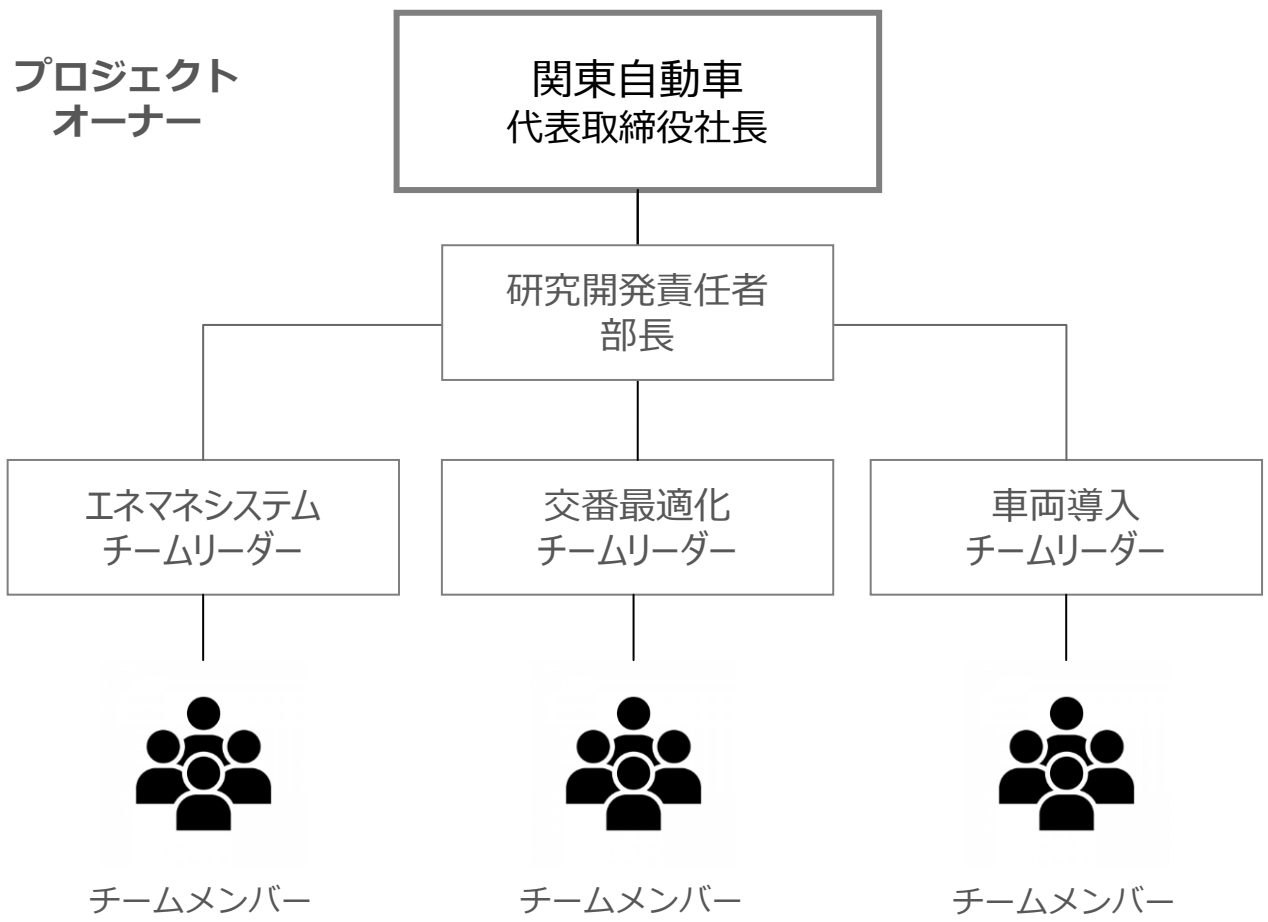 プロジェクト
オーナー
関東自動車
代表取締役社長
研究開発責任者
部長
エネマネシステム
チームリーダー
交番最適化
チームリーダー
車両導入
チームリーダー
チームメンバー
チームメンバー
チームメンバー